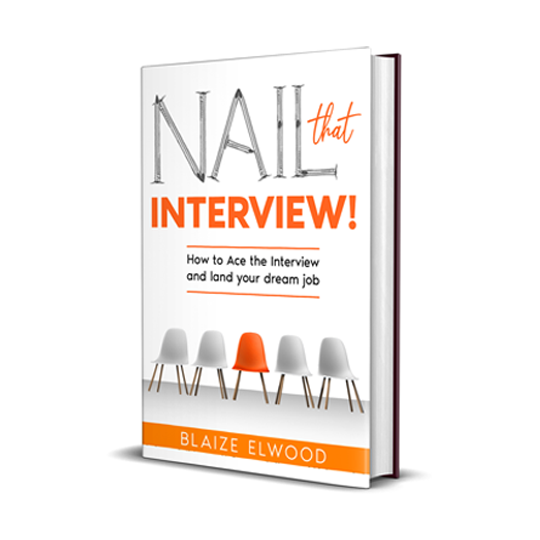 NAIL that
INTERVIEW!
How to Ace the Interview
and land your dream job
BLAIZE ELWOOD